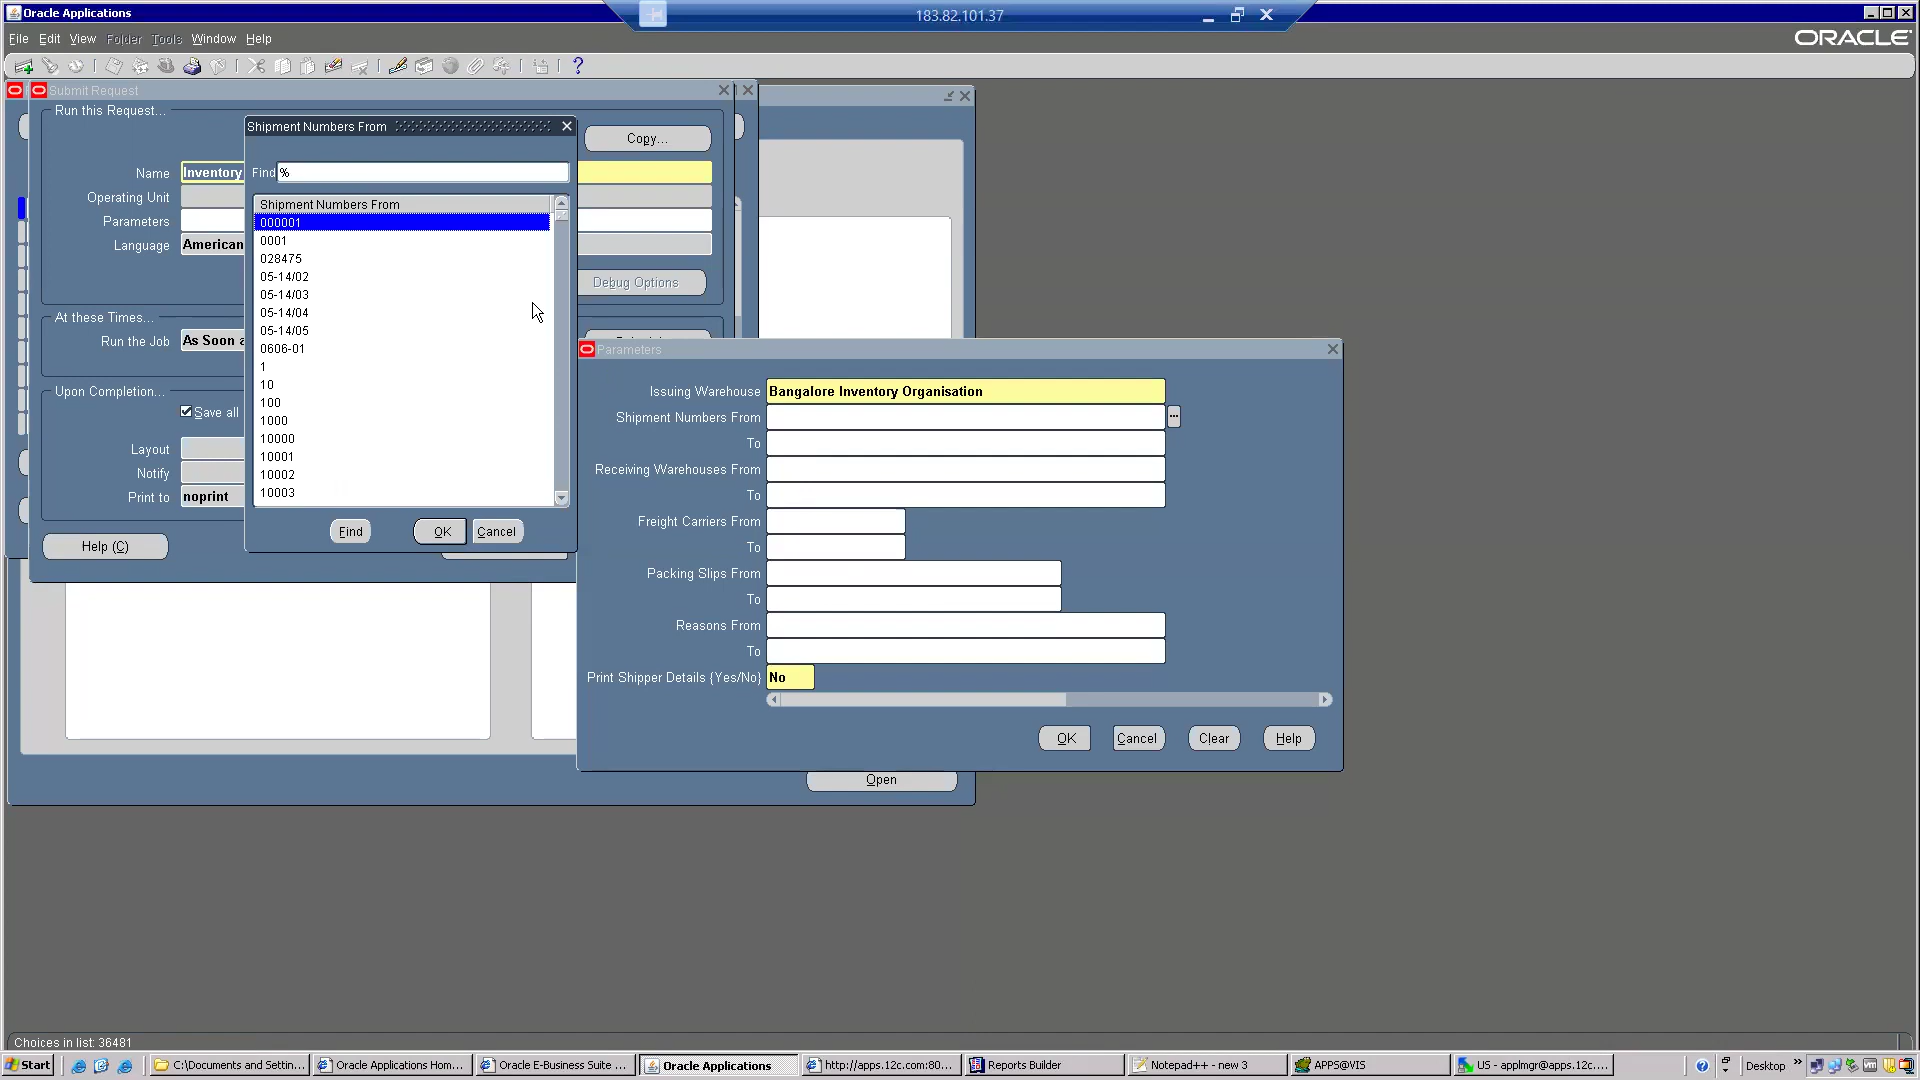 Oracle Applications
183.82.101.37
File Edit View Folder Tools Window Help
ORACLE
Submit Request
Run this Request...
Copy...
Name Inventory
Operating Unit
Parameters
Language American
Debug Options
At these Times...
Run the Job As Soon a
Upon Completion...
Save all
Layout
Notify
Print to noprint
Help (C)
Shipment Numbers From
Find %
Shipment Numbers From
000001
0001
028475
05-14/02
05-14/03
05-14/04
05-14/05
0606-01
1
10
100
1000
10000
10001
10002
10003
Find OK Cancel
Parameters
Issuing Warehouse Bangalore Inventory Organisation
Shipment Numbers From
To
Receiving Warehouses From
To
Freight Carriers From
To
Packing Slips From
To
Reasons From
To
Print Shipper Details {Yes/No} No
OK Cancel Clear Help
Open
Choices in list: 36481
Start C:\Documents and Settin... Oracle Applications Hom... Oracle E-Business Suite ... Oracle Applications http://apps.12c.com:80... Reports Builder Notepad++ - new 3 APPS@VIS US - applmgr@apps.12c.... Desktop